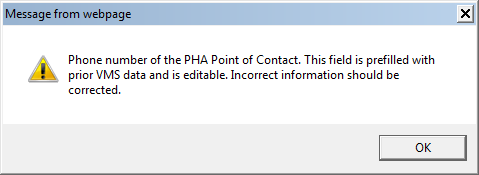 Message from webpage
Phone number of the PHA Point of Contact. This field is prefilled with
prior VMS data and is editable. Incorrect information should be
corrected.
OK